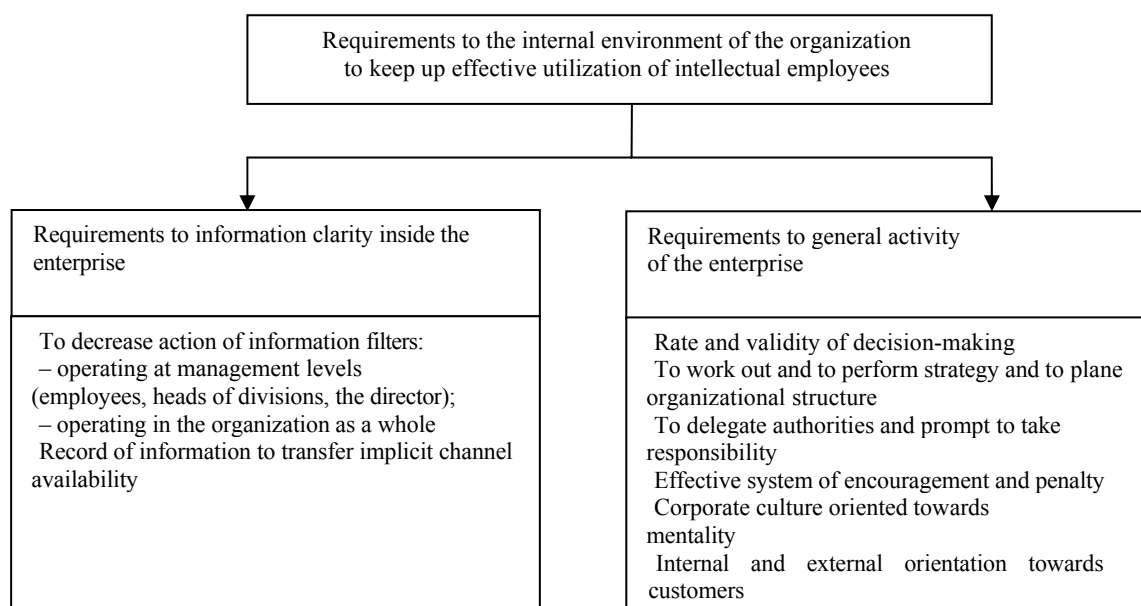 Requirements to the internal environment of the organization
to keep up effective utilization of intellectual employees
Requirements to information clarity inside the
enterprise
To decrease action of information filters:
– operating at management levels
(employees, heads of divisions, the director);
– operating in the organization as a whole
Record of information to transfer implicit channel
availability
Requirements to general activity
of the enterprise
Rate and validity of decision-making
To work out and to perform strategy and to plane
organizational structure
To delegate authorities and prompt to take
responsibility
Effective system of encouragement and penalty
Corporate culture oriented towards
mentality
Internal and external orientation towards
customers